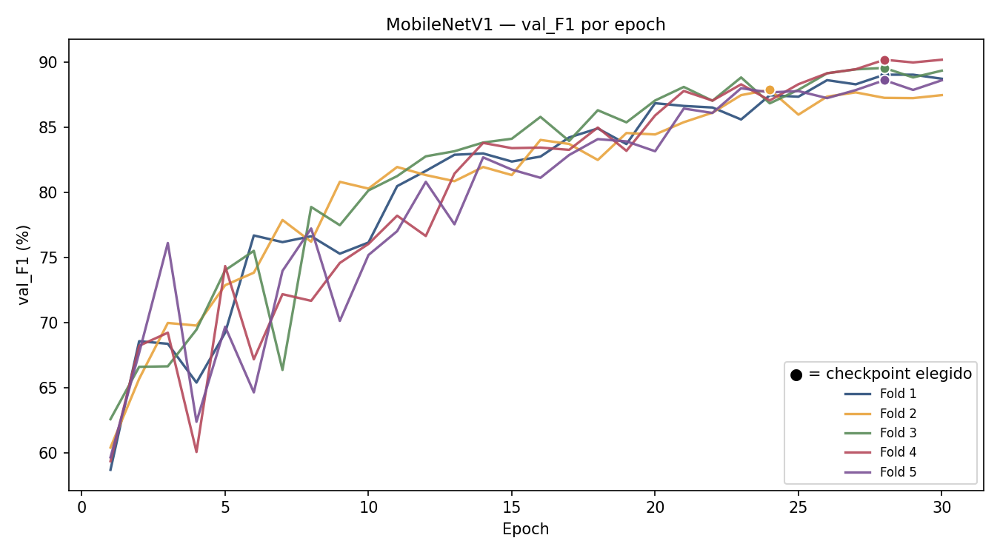 MobileNetV1 — val_F1 por epoch
val_F1 (%)
90
85
80
75
70
65
60
0 5 10 15 20 25 30
Epoch
● = checkpoint elegido
Fold 1
Fold 2
Fold 3
Fold 4
Fold 5